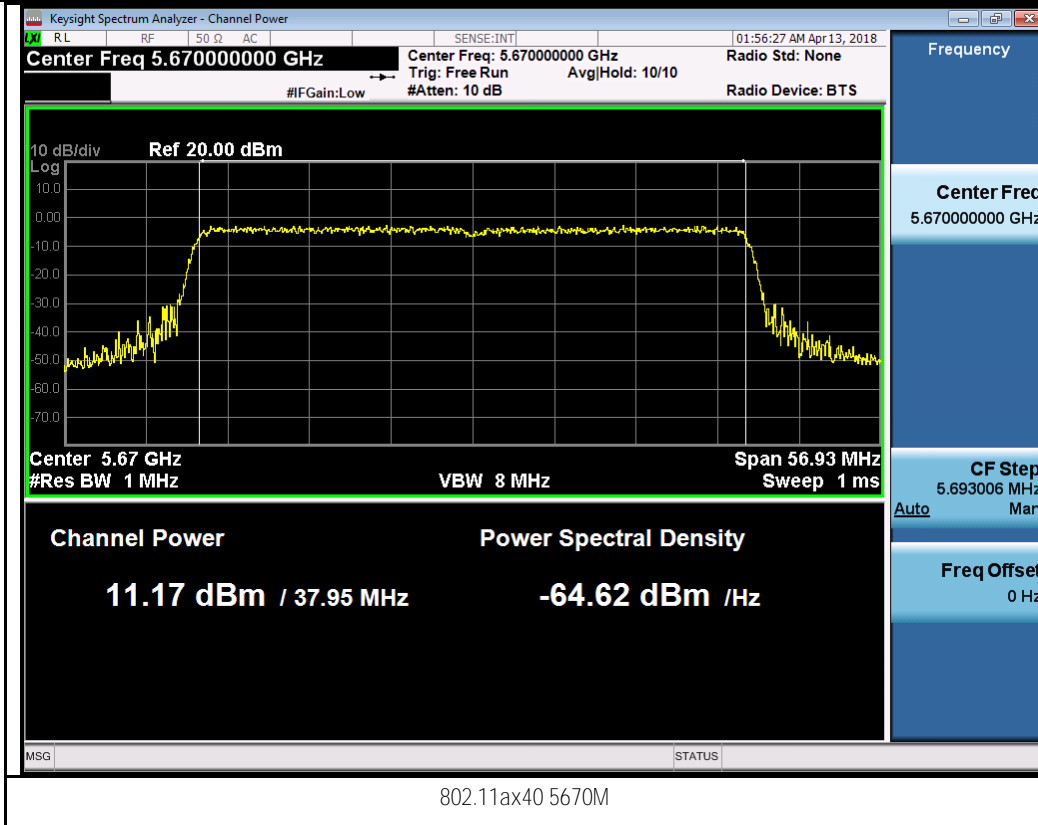 Keysight Spectrum Analyzer - Channel Power
LXI RL RF 50 Ω AC SENSE:INT 01:56:27 AM Apr 13, 2018
Center Freq 5.670000000 GHz
#IFGain:Low
Center Freq: 5.670000000 GHz
Trig: Free Run Avg|Hold: 10/10
#Atten: 10 dB
Radio Std: None
Radio Device: BTS
10 dB/div Ref 20.00 dBm
Log
10.0
0.00
-10.0
-20.0
-30.0
-40.0
-50.0
-60.0
-70.0
Center 5.67 GHz Span 56.93 MHz
#Res BW 1 MHz VBW 8 MHz Sweep 1 ms
Channel Power Power Spectral Density
11.17 dBm / 37.95 MHz -64.62 dBm /Hz
Frequency
Center Freq
5.670000000 GHz
CF Step
5.693006 MHz
Auto Man
Freq Offset
0 Hz
MSG STATUS
802.11ax40 5670M